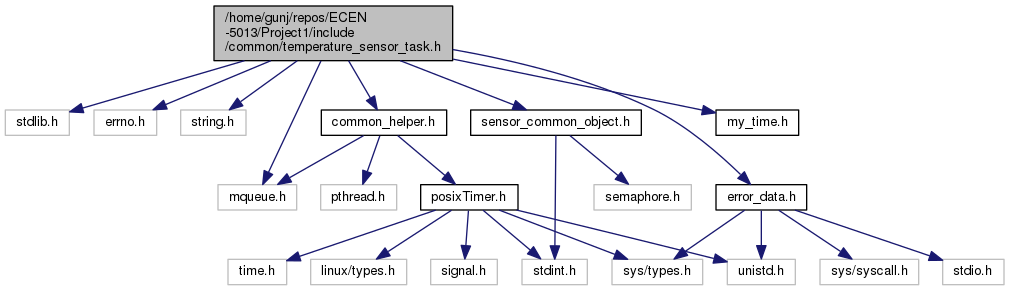 /home/gunj/repos/ECEN
-5013/Project1/include
/common/temperature_sensor_task.h
stdlib.h
errno.h
string.h
common_helper.h
sensor_common_object.h
my_time.h
mqueue.h
pthread.h
posixTimer.h
semaphore.h
error_data.h
time.h
linux/types.h
signal.h
stdint.h
sys/types.h
unistd.h
sys/syscall.h
stdio.h